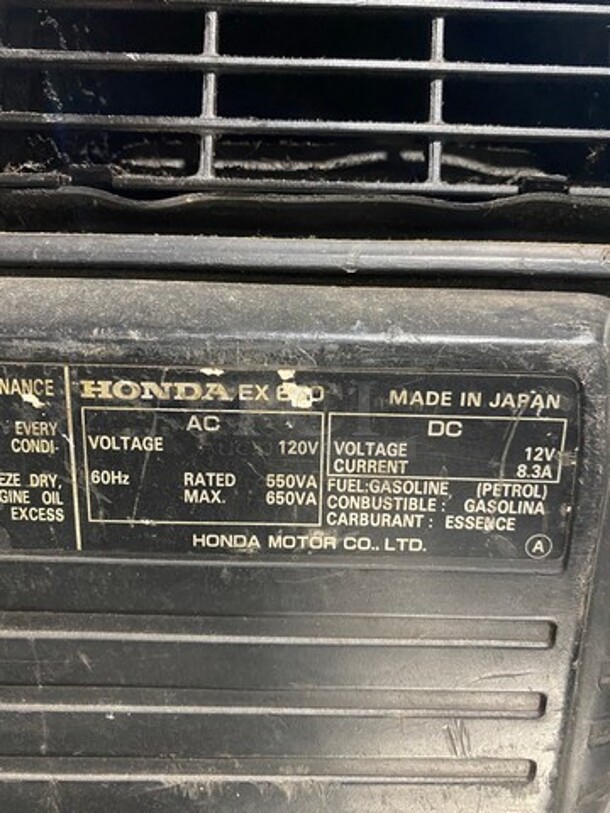 NANCE
EVERY
CONDI-
EZE DRY,
GINE OIL
EXCESS
HONDA EX
MADE IN JAPAN
AC
VOLTAGE 120V
60Hz RATED 550VA
MAX. 650VA
DC
VOLTAGE 12V
CURRENT 8.3A
FUEL:GASOLINE (PETROL)
CONBUSTIBLE : GASOLINA
CARBURANT : ESSENCE
HONDA MOTOR CO., LTD.
A